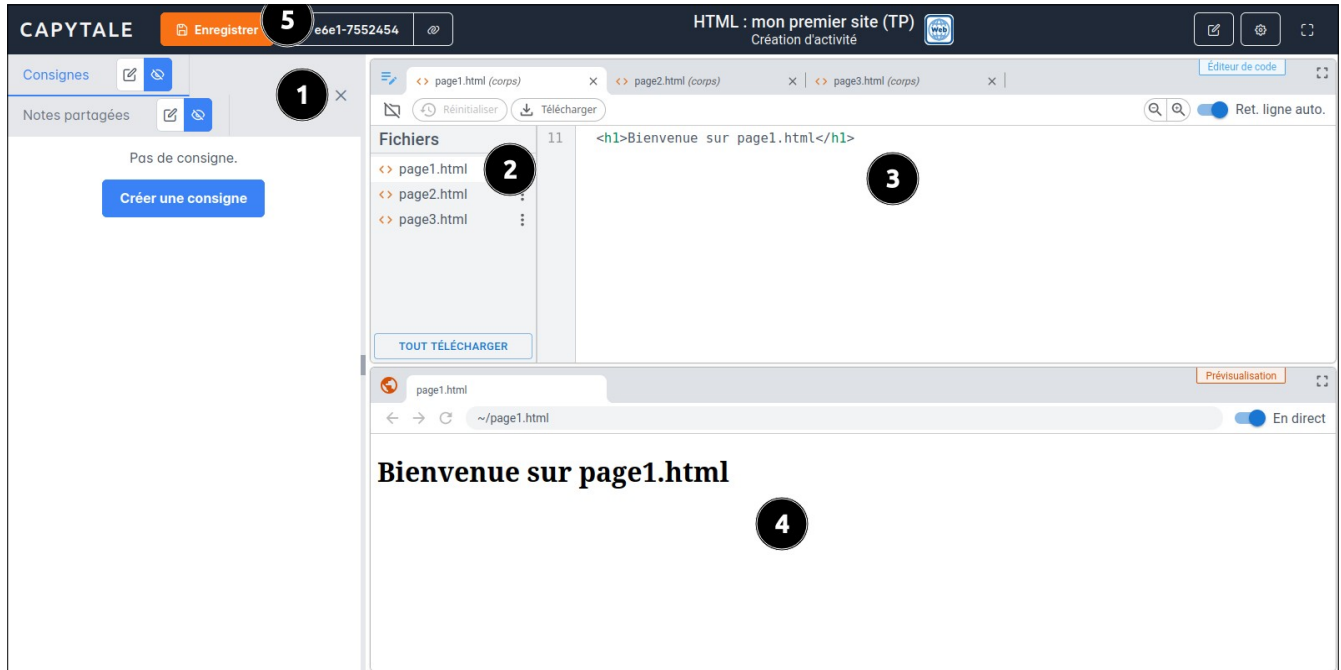 CAPYTALE
Enregistrer
5
e6e1-7552454
HTML : mon premier site (TP)
Web
Création d'activité
Consignes
1
Notes partagées
Pas de consigne.
Créer une consigne
page1.html (corps)
page2.html (corps)
page3.html (corps)
Éditeur de code
Réinitialiser
Télécharger
Ret. ligne auto.
Fichiers
page1.html
page2.html
page3.html
2
TOUT TÉLÉCHARGER
11 <h1>Bienvenue sur page1.html</h1>
3
page1.html
Prévisualisation
~/page1.html
En direct
Bienvenue sur page1.html
4